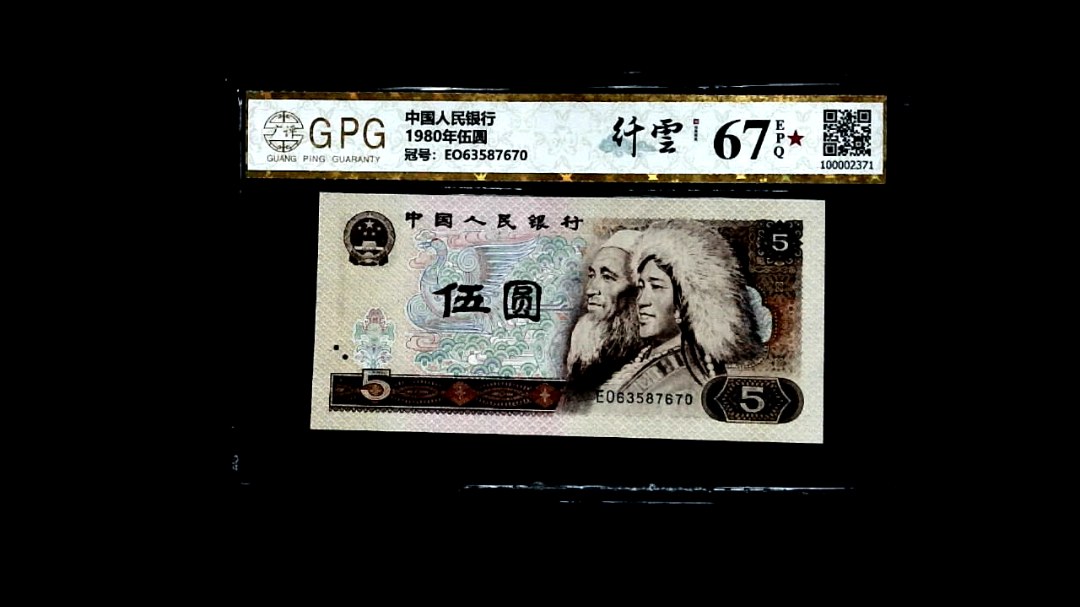 GPG
GUANG PING GUARANTY
中国人民银行
1980年伍圆
冠号：EO63587670
纤雲
67
EPQ★
100002371
中国人民银行
5
伍圆
5
EO63587670
5